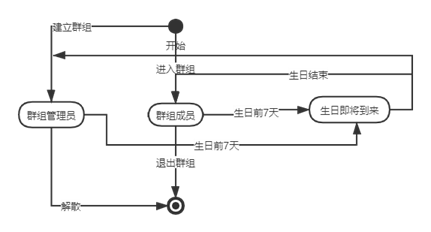 建立群组
开始
进入群组
生日结束
群组管理员
群组成员
生日前7天
生日即将到来
生日前7天
退出群组
解散